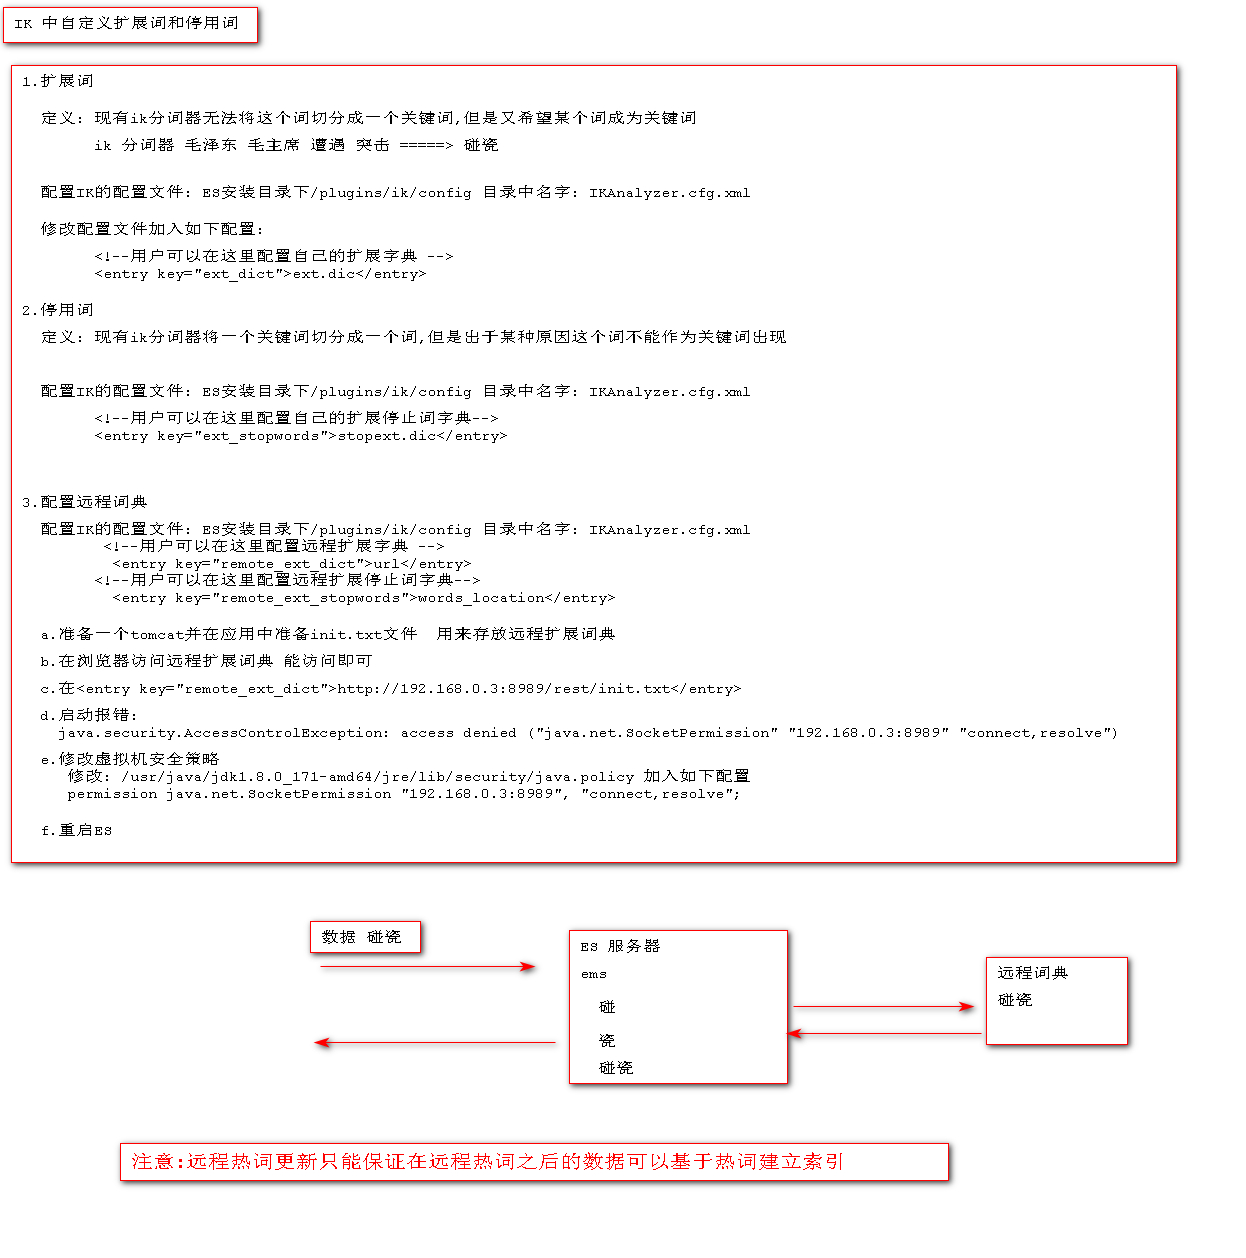 IK 中自定义扩展词和停用词
1.扩展词
定义: 现有ik分词器无法将这个词切分成一个关键词,但是又希望某个词成为关键词
ik 分词器 毛泽东 毛主席 遭遇 突击 =====> 碰瓷
配置IK的配置文件: ES安装目录下/plugins/ik/config 目录中名字: IKAnalyzer.cfg.xml
修改配置文件加入如下配置:
<!--用户可以在这里配置自己的扩展字典 -->
<entry key="ext_dict">ext.dic</entry>
2.停用词
定义: 现有ik分词器将一个关键词切分成一个词,但是出于某种原因这个词不能作为关键词出现
配置IK的配置文件: ES安装目录下/plugins/ik/config 目录中名字: IKAnalyzer.cfg.xml
<!--用户可以在这里配置自己的扩展停止词字典-->
<entry key="ext_stopwords">stopext.dic</entry>
3.配置远程词典
配置IK的配置文件: ES安装目录下/plugins/ik/config 目录中名字: IKAnalyzer.cfg.xml
<!--用户可以在这里配置远程扩展字典 -->
<entry key="remote_ext_dict">url</entry>
<!--用户可以在这里配置远程扩展停止词字典-->
<entry key="remote_ext_stopwords">words_location</entry>
a.准备一个tomcat并在应用中准备init.txt文件 用来存放远程扩展词典
b.在浏览器访问远程扩展词典 能访问即可
c.在<entry key="remote_ext_dict">http://192.168.0.3:8989/rest/init.txt</entry>
d.启动报错:
java.security.AccessControlException: access denied ("java.net.SocketPermission" "192.168.0.3:8989" "connect,resolve")
e.修改虚拟机安全策略
修改: /usr/java/jdk1.8.0_171-amd64/jre/lib/security/java.policy 加入如下配置
permission java.net.SocketPermission "192.168.0.3:8989", "connect,resolve";
f.重启ES
数据 碰瓷
ES 服务器
ems
碰
瓷
碰瓷
远程词典
碰瓷
注意:远程热词更新只能保证在远程热词之后的数据可以基于热词建立索引